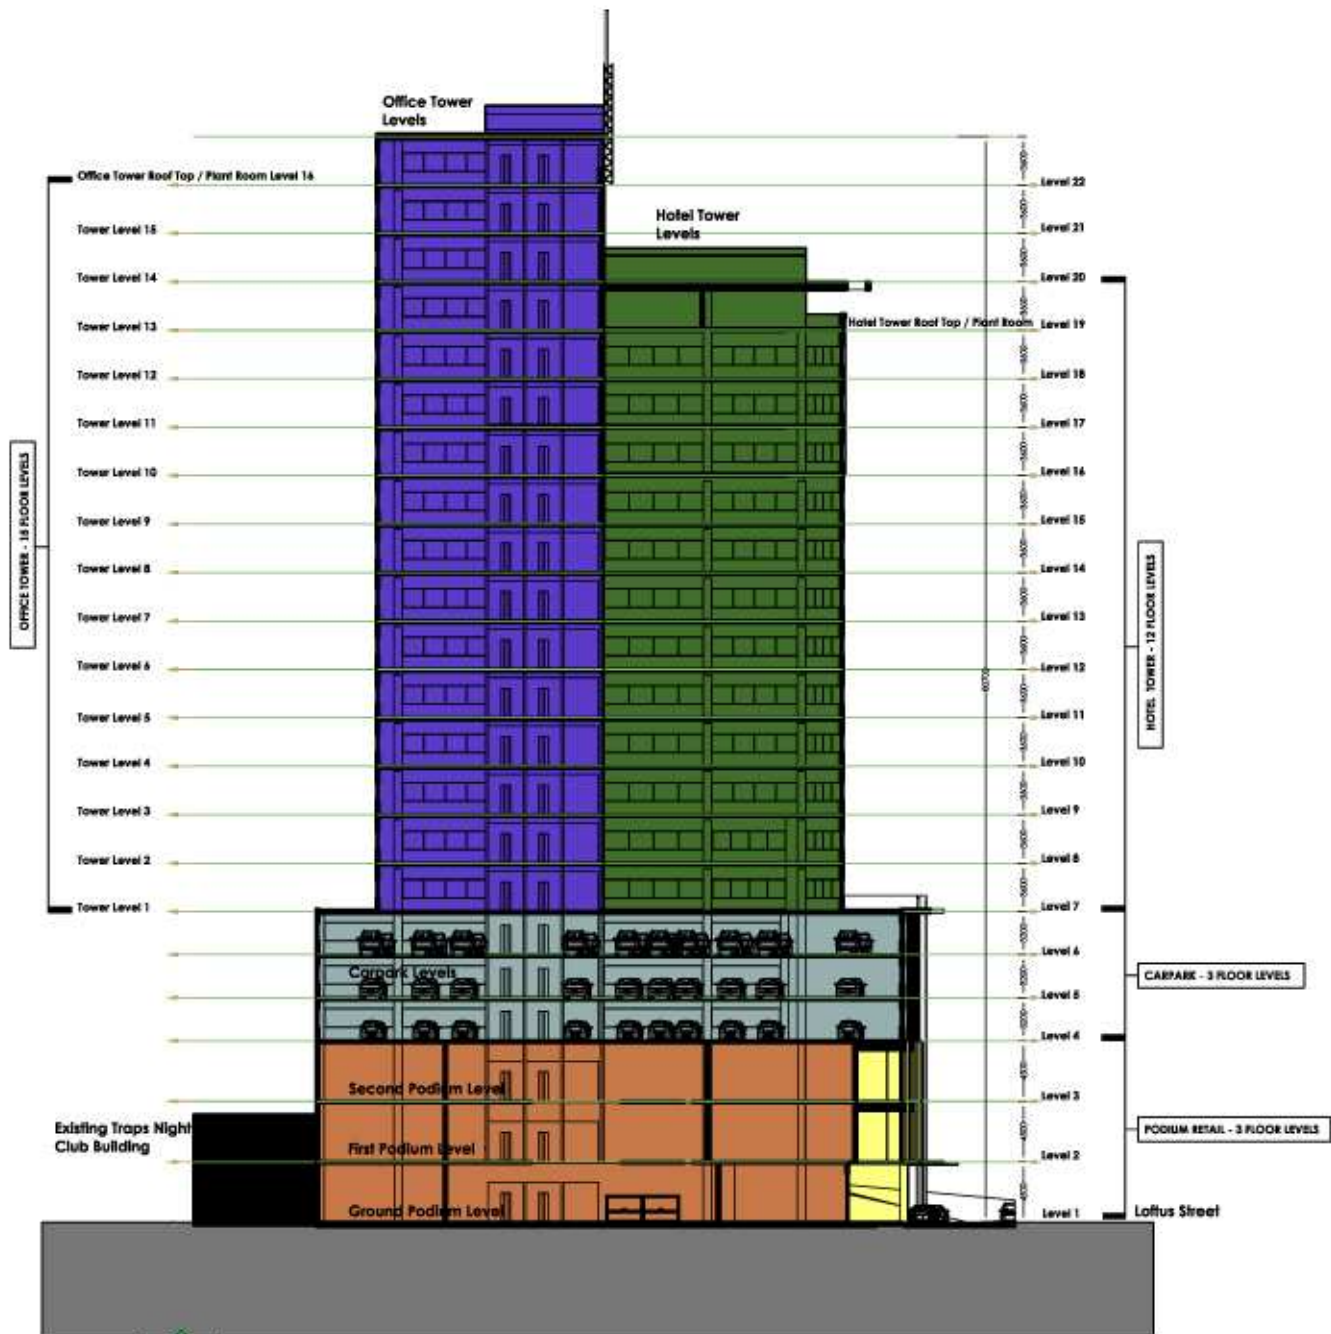 Office Tower
Levels
Office Tower Roof Top / Plant Room Level 16
Level 22
Hotel Tower
Levels
Tower Level 15
Level 21
Tower Level 14
Level 20
Tower Level 13
Hotel Tower Roof Top / Plant Room
Level 19
Tower Level 12
Level 18
Tower Level 11
Level 17
Tower Level 10
Level 16
Tower Level 9
Level 15
Tower Level 8
Level 14
Tower Level 7
Level 13
Tower Level 6
Level 12
Tower Level 5
Level 11
Tower Level 4
Level 10
Tower Level 3
Level 9
Tower Level 2
Level 8
Tower Level 1
Level 7
HOTEL TOWER - 12 FLOOR LEVELS
Level 6
Carpark Levels
CARPARK - 3 FLOOR LEVELS
Level 5
Level 4
Second Podium Level
Level 3
Existing Traps Night
Club Building
First Podium Level
PODIUM RETAIL - 3 FLOOR LEVELS
Level 2
Ground Podium Level
Level 1
Loftus Street